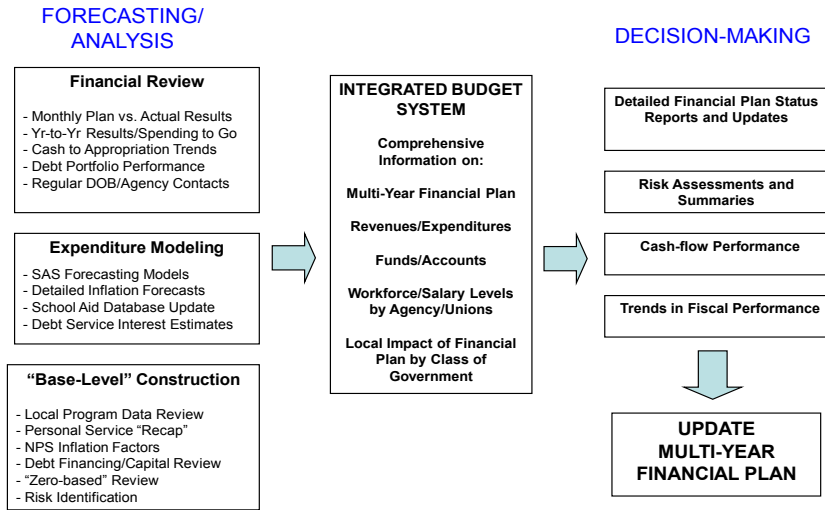 FORECASTING/
ANALYSIS
Financial Review
- Monthly Plan vs. Actual Results
- Yr-to-Yr Results/Spending to Go
- Cash to Appropriation Trends
- Debt Portfolio Performance
- Regular DOB/Agency Contacts
Expenditure Modeling
- SAS Forecasting Models
- Detailed Inflation Forecasts
- School Aid Database Update
- Debt Service Interest Estimates
“Base-Level” Construction
- Local Program Data Review
- Personal Service “Recap”
- NPS Inflation Factors
- Debt Financing/Capital Review
- “Zero-based” Review
- Risk Identification
INTEGRATED BUDGET
SYSTEM
Comprehensive
Information on:
Multi-Year Financial Plan
Revenues/Expenditures
Funds/Accounts
Workforce/Salary Levels
by Agency/Unions
Local Impact of Financial
Plan by Class of
Government
DECISION-MAKING
Detailed Financial Plan Status
Reports and Updates
Risk Assessments and
Summaries
Cash-flow Performance
Trends in Fiscal Performance
UPDATE
MULTI-YEAR
FINANCIAL PLAN